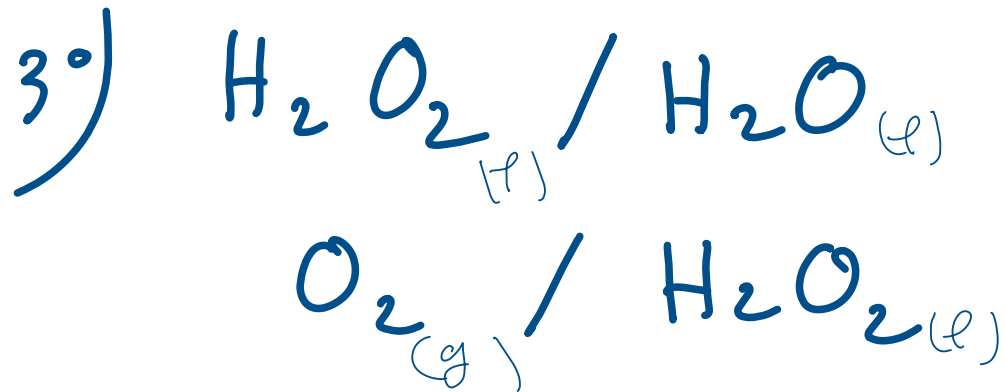 3°) H₂O₂(l) / H₂O(l)
O₂(g) / H₂O₂(l)